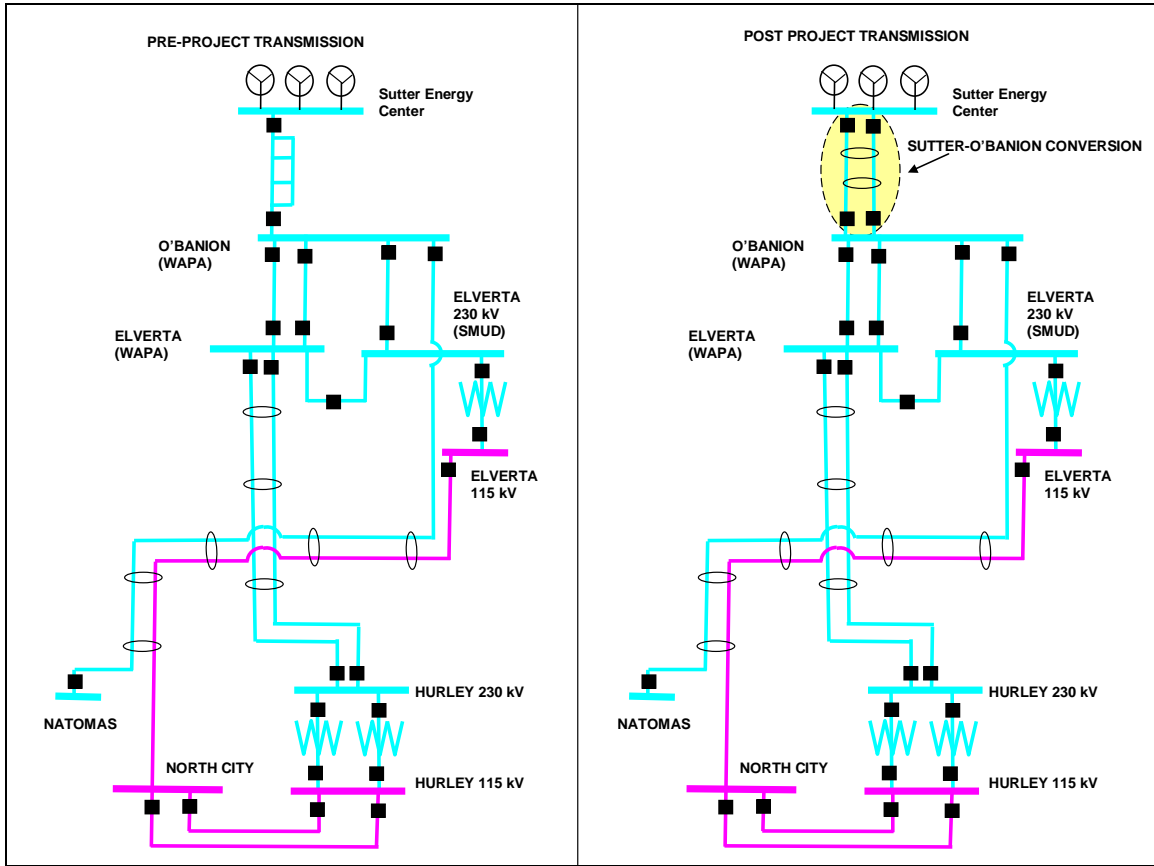 PRE-PROJECT TRANSMISSION
Sutter Energy
Center
O'BANION
(WAPA)
ELVERTA
230 kV
(SMUD)
ELVERTA
(WAPA)
ELVERTA
115 kV
HURLEY 230 kV
NATOMAS
NORTH CITY
HURLEY 115 kV
POST PROJECT TRANSMISSION
Sutter Energy
Center
SUTTER-O'BANION CONVERSION
O'BANION
(WAPA)
ELVERTA
230 kV
(SMUD)
ELVERTA
(WAPA)
ELVERTA
115 kV
HURLEY 230 kV
NATOMAS
NORTH CITY
HURLEY 115 kV